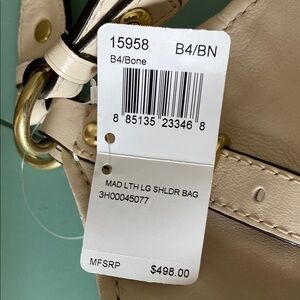 15958 B4/BN
B4/Bone
8 85135 23346 8
MAD LTH LG SHLDR BAG
3H00045077
MFSRP $498.00